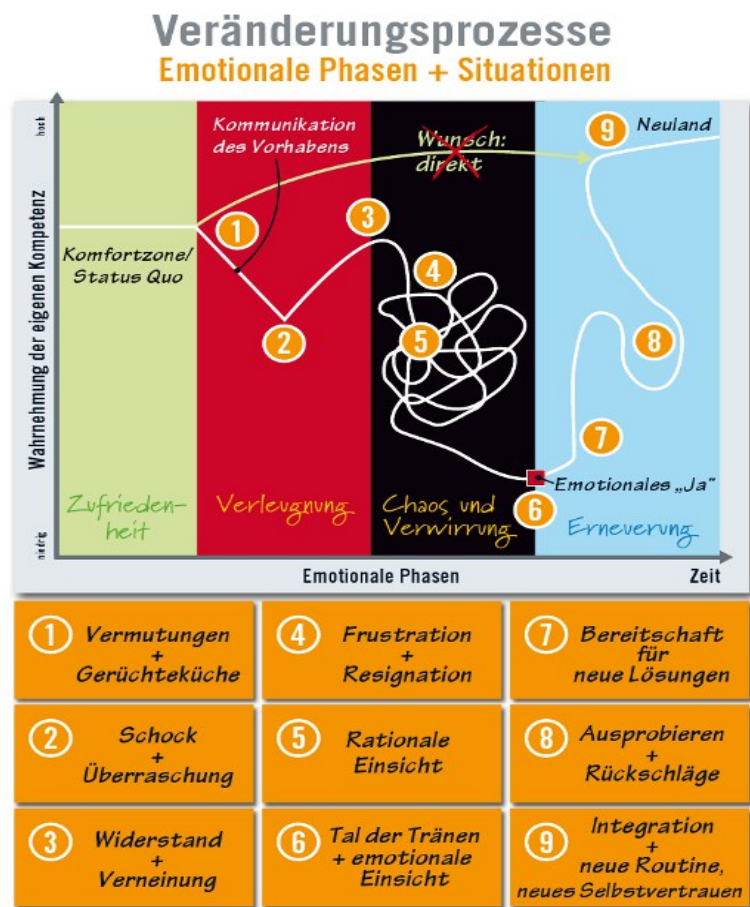 Veränderungsprozesse
Emotionale Phasen + Situationen
hoch
Wahrnehmung der eigenen Kompetenz
niedrig
Kommunikation
des Vorhabens
Wunsch:
direkt
9
Neuland
1
3
Komfortzone/
Status Quo
4
2
5
8
7
Emotionales „Ja"
6
Zufrieden-
heit
Verleugnung
Chaos und
Verwirrung
Erneuerung
Emotionale Phasen
Zeit
1
Vermutungen
+
Gerüchteküche
4
Frustration
+
Resignation
7
Bereitschaft
für
neue Lösungen
2
Schock
+
Überraschung
5
Rationale
Einsicht
8
Ausprobieren
+
Rückschläge
3
Widerstand
+
Verneinung
6
Tal der Tränen
+ emotionale
Einsicht
9
Integration
+
neue Routine,
neues Selbstvertrauen